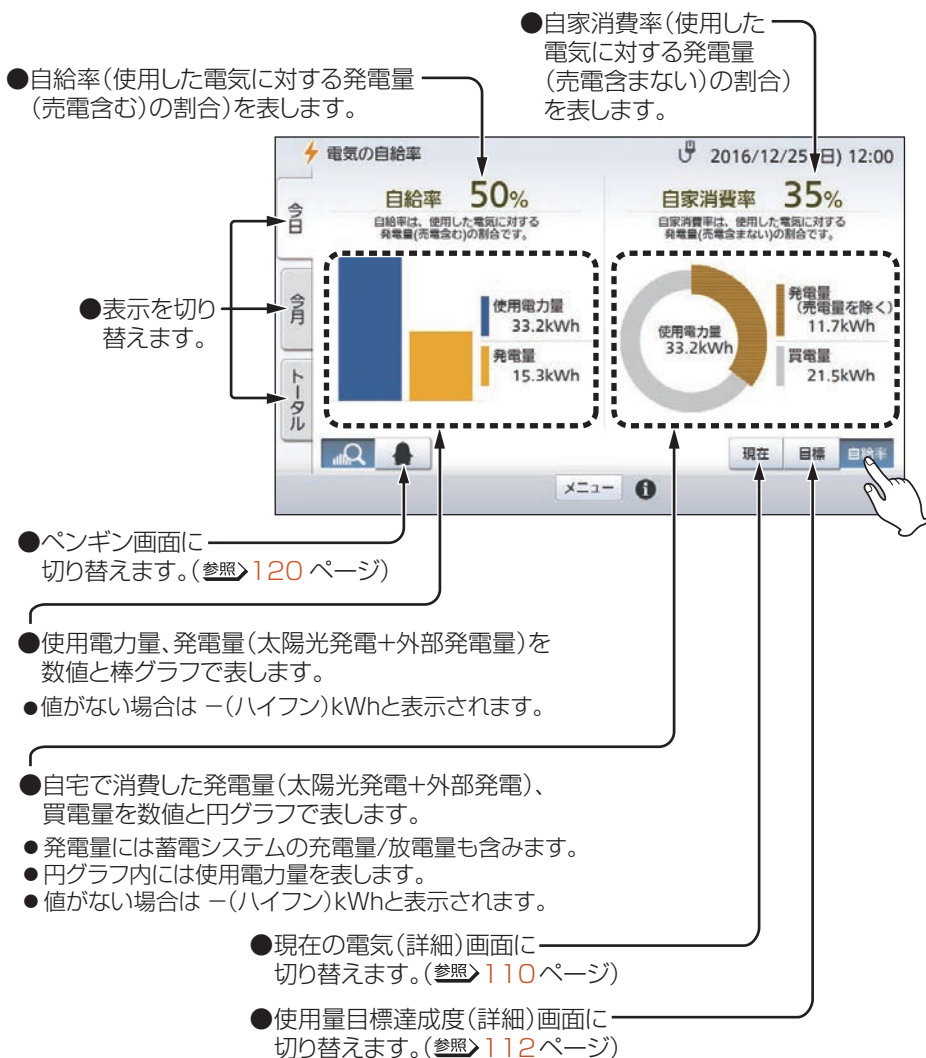 ●自家消費率（使用した
電気に対する発電量
（売電含まない）の割合）
を表します。
●自給率（使用した電気に対する発電量
（売電含む）の割合）を表します。
電気の自給率
2016/12/25 日) 12:00
今日
今月
トータル
自給率 50%
自給率は、使用した電気に対する
発電量(売電含む)の割合です。
使用電力量
33.2kWh
発電量
15.3kWh
自家消費率 35%
自家消費率は、使用した電気に対する
発電量(売電含まない)の割合です。
使用電力量
33.2kWh
発電量
(売電量を除く)
11.7kWh
買電量
21.5kWh
●表示を切り
替えます。
現在
目標
自給率
メニュー
i
●ペンギン画面に
切り替えます。（参照 120 ページ）
●使用電力量、発電量（太陽光発電＋外部発電量）を
数値と棒グラフで表します。
●値がない場合は －（ハイフン）kWhと表示されます。
●自宅で消費した発電量（太陽光発電＋外部発電）、
買電量を数値と円グラフで表します。
●発電量には蓄電システムの充電量/放電量も含みます。
●円グラフ内には使用電力量を表します。
●値がない場合は －（ハイフン）kWhと表示されます。
●現在の電気（詳細）画面に
切り替えます。（参照 110 ページ）
●使用量目標達成度（詳細）画面に
切り替えます。（参照 112 ページ）